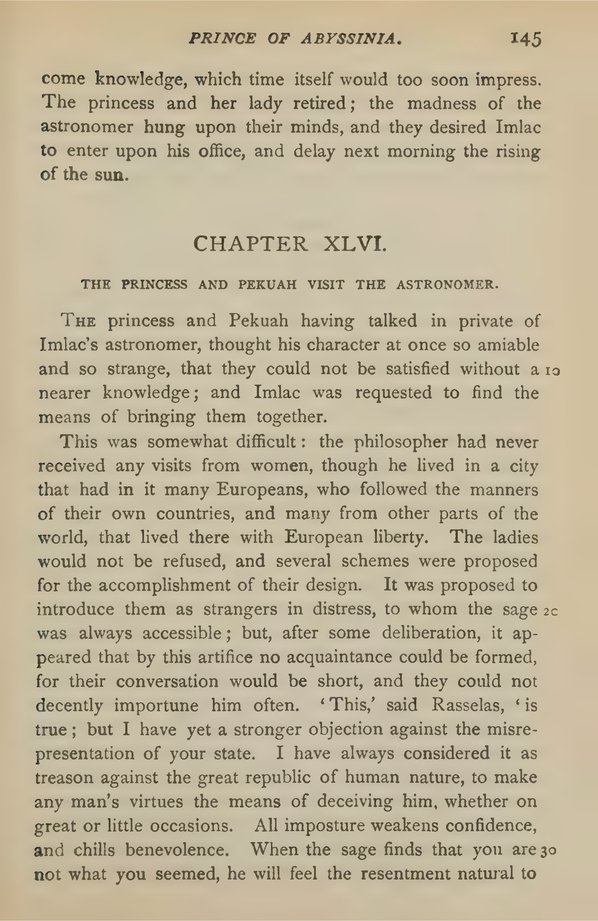 PRINCE OF ABYSSINIA. 145
come knowledge, which time itself would too soon impress.
The princess and her lady retired; the madness of the
astronomer hung upon their minds, and they desired Imlac
to enter upon his office, and delay next morning the rising
of the sun.
CHAPTER XLVI.
THE PRINCESS AND PEKUAH VISIT THE ASTRONOMER.
THE princess and Pekuah having talked in private of
Imlac's astronomer, thought his character at once so amiable
and so strange, that they could not be satisfied without a 10
nearer knowledge; and Imlac was requested to find the
means of bringing them together.
This was somewhat difficult: the philosopher had never
received any visits from women, though he lived in a city
that had in it many Europeans, who followed the manners
of their own countries, and many from other parts of the
world, that lived there with European liberty. The ladies
would not be refused, and several schemes were proposed
for the accomplishment of their design. It was proposed to
introduce them as strangers in distress, to whom the sage 20
was always accessible; but, after some deliberation, it ap-
peared that by this artifice no acquaintance could be formed,
for their conversation would be short, and they could not
decently importune him often. ‘This,’ said Rasselas, ‘is
true; but I have yet a stronger objection against the misre-
presentation of your state. I have always considered it as
treason against the great republic of human nature, to make
any man's virtues the means of deceiving him, whether on
great or little occasions. All imposture weakens confidence,
and chills benevolence. When the sage finds that you are 30
not what you seemed, he will feel the resentment natural to